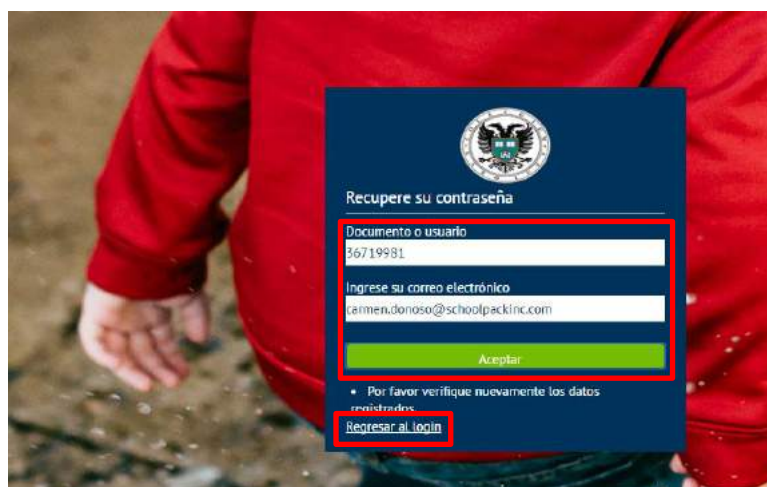 Recupere su contraseña
Documento o usuario
36719981
Ingrese su correo electrónico
carmen.donoso@schoolpackinc.com
Aceptar
• Por favor verifique nuevamente los datos
registrados.
Regresar al login